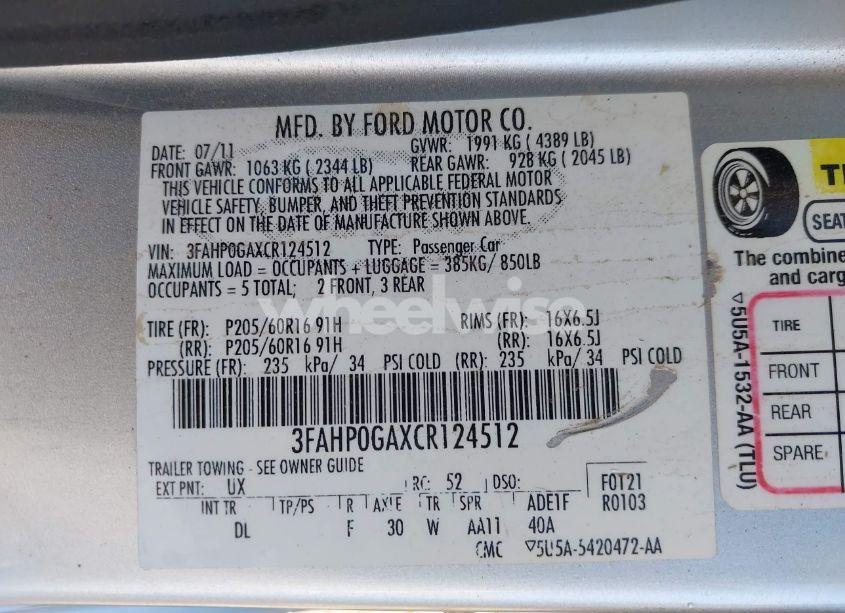 MFD. BY FORD MOTOR CO.
DATE: 07/11 GVWR: 1991 KG ( 4389 LB)
FRONT GAWR: 1063 KG ( 2344 LB) REAR GAWR: 928 KG ( 2045 LB)
THIS VEHICLE CONFORMS TO ALL APPLICABLE FEDERAL MOTOR
VEHICLE SAFETY, BUMPER, AND THEFT PREVENTION STANDARDS
IN EFFECT ON THE DATE OF MANUFACTURE SHOWN ABOVE.
VIN: 3FAHP0GAXCR124512 TYPE: Passenger Car
MAXIMUM LOAD = OCCUPANTS + LUGGAGE = 385KG/ 850LB
OCCUPANTS = 5 TOTAL; 2 FRONT, 3 REAR
wheelwise
TIRE (FR): P205/60R16 91H RIMS (FR): 16X6.5J
(RR): P205/60R16 91H (RR): 16X6.5J
PRESSURE (FR): 235 kPa/ 34 PSI COLD (RR): 235 kPa/ 34 PSI COLD
3FAHP0GAXCR124512
TRAILER TOWING - SEE OWNER GUIDE
EXT PNT: UX RC: 52 DSO: F0121
INT TR TP/PS R AXLE TR SPR ADE1F R0103
DL F 30 W AA11 40A
CMC ▽5U5A-5420472-AA
SEAT
The combine
and carg
TIRE
FRONT
REAR
SPARE
▽5U5A-1532-AA (TLU)